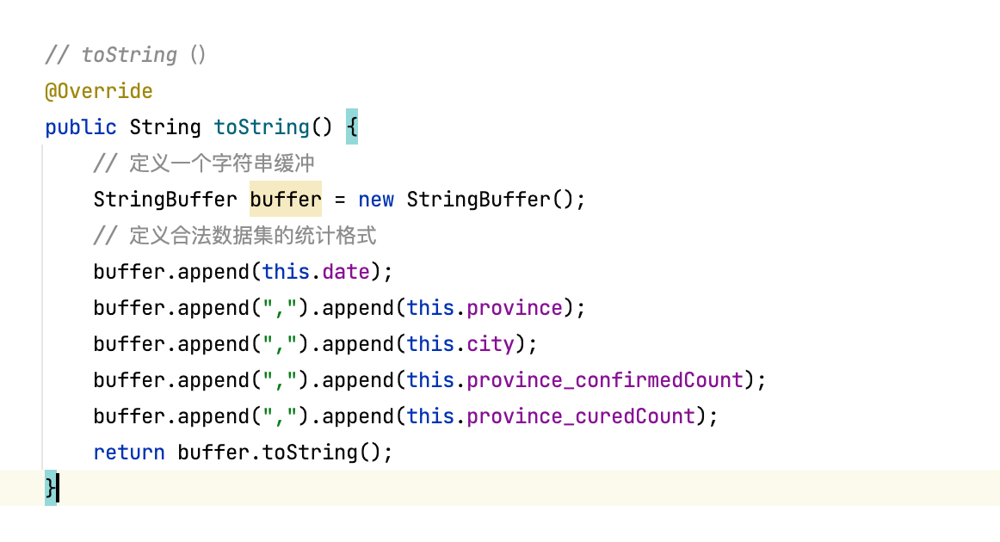 // toString ()
@Override
public String toString() {
// 定义一个字符串缓冲
StringBuffer buffer = new StringBuffer();
// 定义合法数据集的统计格式
buffer.append(this.date);
buffer.append(",").append(this.province);
buffer.append(",").append(this.city);
buffer.append(",").append(this.province_confirmedCount);
buffer.append(",").append(this.province_curedCount);
return buffer.toString();
}